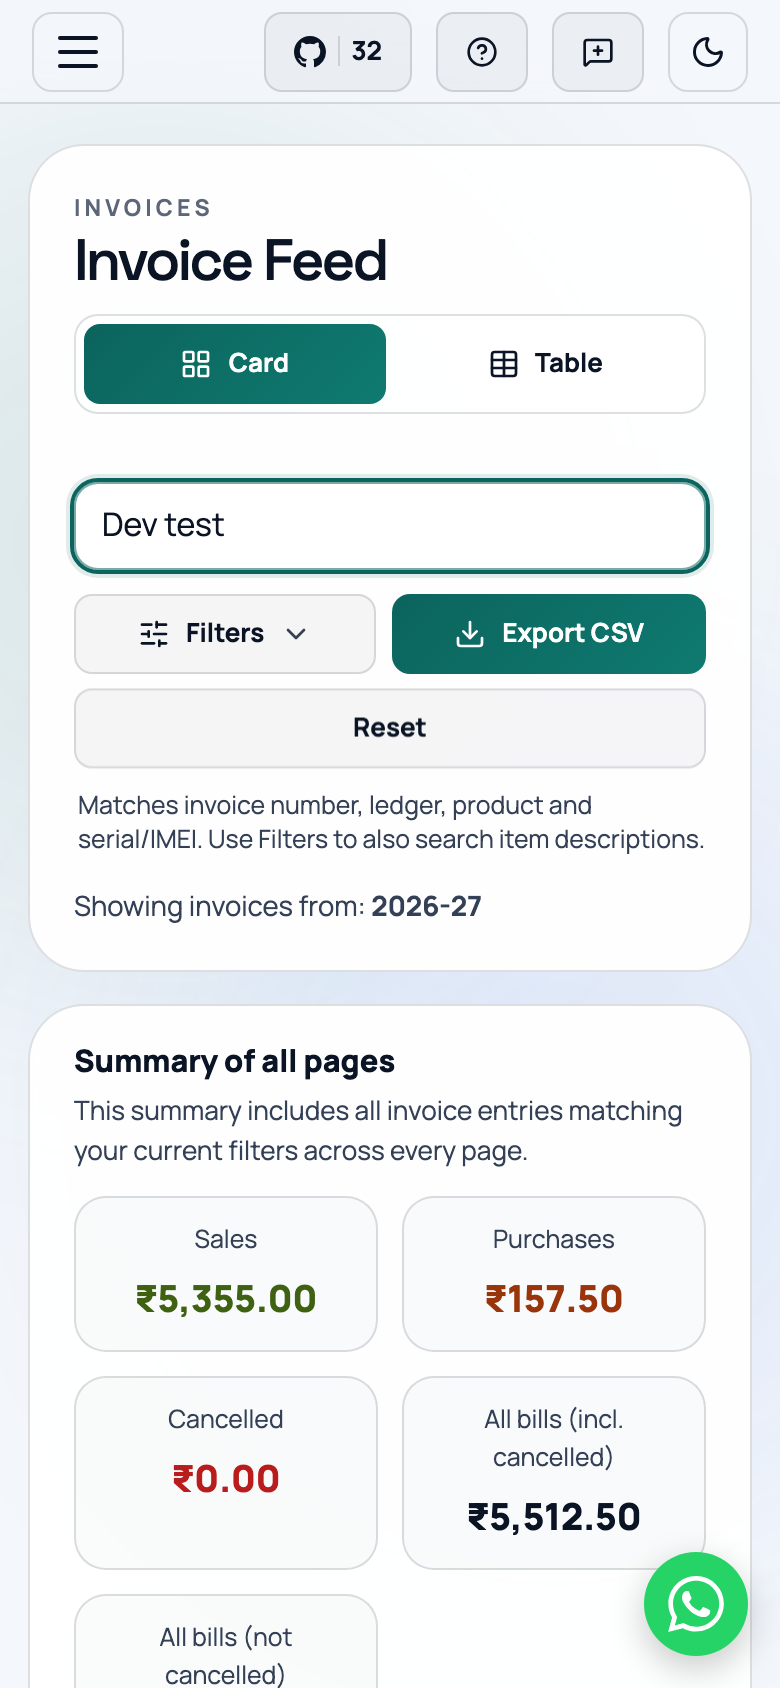 32
INVOICES
Invoice Feed
Card
Table
Dev test
Filters
Export CSV
Reset
Matches invoice number, ledger, product and
serial/IMEI. Use Filters to also search item descriptions.
Showing invoices from: 2026-27
Summary of all pages
This summary includes all invoice entries matching
your current filters across every page.
Sales
₹5,355.00
Purchases
₹157.50
Cancelled
₹0.00
All bills (incl.
cancelled)
₹5,512.50
All bills (not
cancelled)